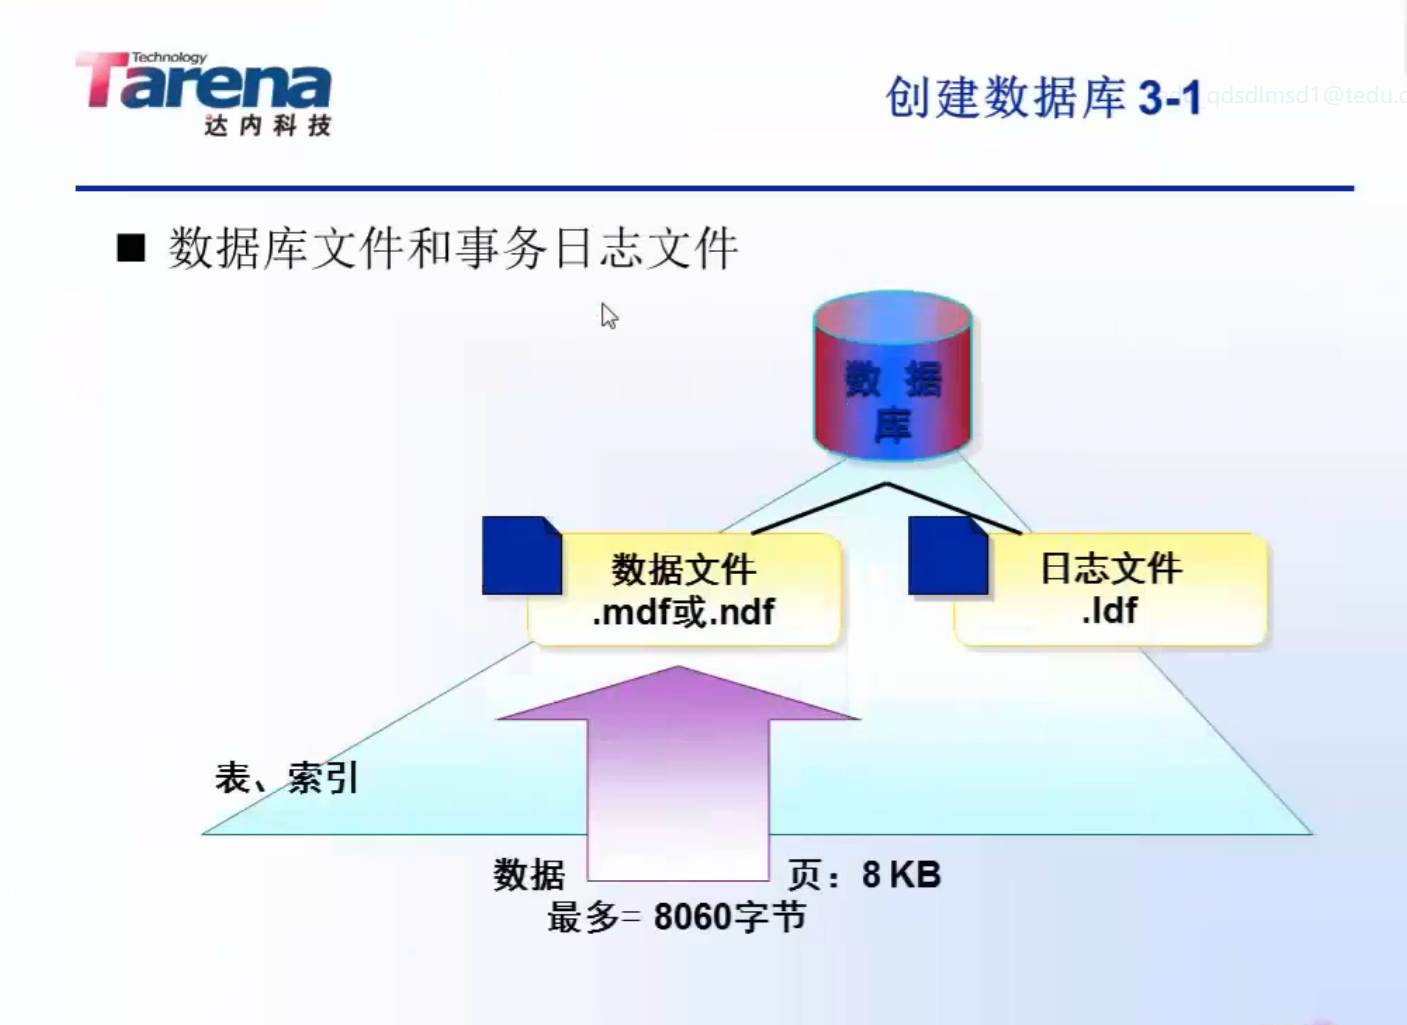 Technology
Tarena
达内科技
创建数据库 3-1
qdsdlmsd1@tedu.c
■ 数据库文件和事务日志文件
数 据
库
数据文件
.mdf或.ndf
日志文件
.ldf
表、索引
数据 页：8 KB
最多= 8060字节